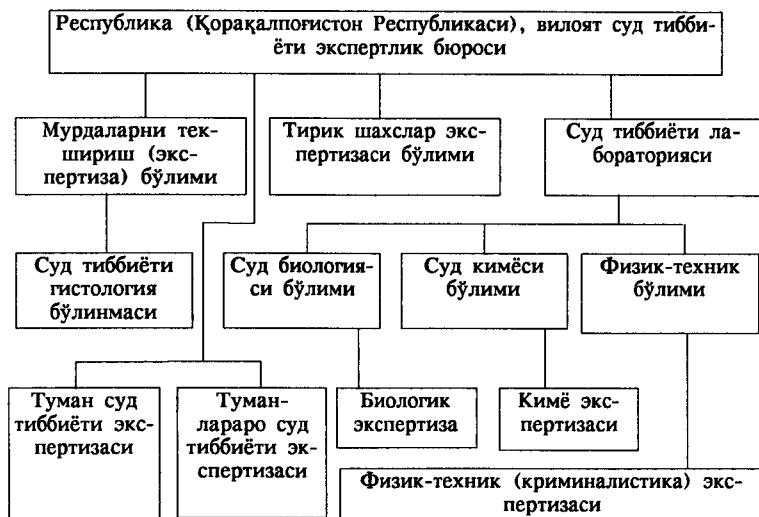 Республика (Қорақалпоғистон Республикаси), вилоят суд тибби-
ёти экспертлик бюроси
Мурдаларни тек-
шириш (экс-
пертиза) бўлими
Тирик шахслар экс-
пертизаси бўлими
Суд тиббиёти ла-
бораторияси
Суд тиббиёти
гистология
бўлинмаси
Суд биология-
си бўлими
Суд кимёси
бўлими
Физик-техник
бўлими
Туман суд
тиббиёти экс-
пертизаси
Туман-
лараро суд
тиббиёти эк-
спертизаси
Биологик
экспертиза
Кимё экс-
пертизаси
Физик-техник (криминалистика) экс-
пертизаси